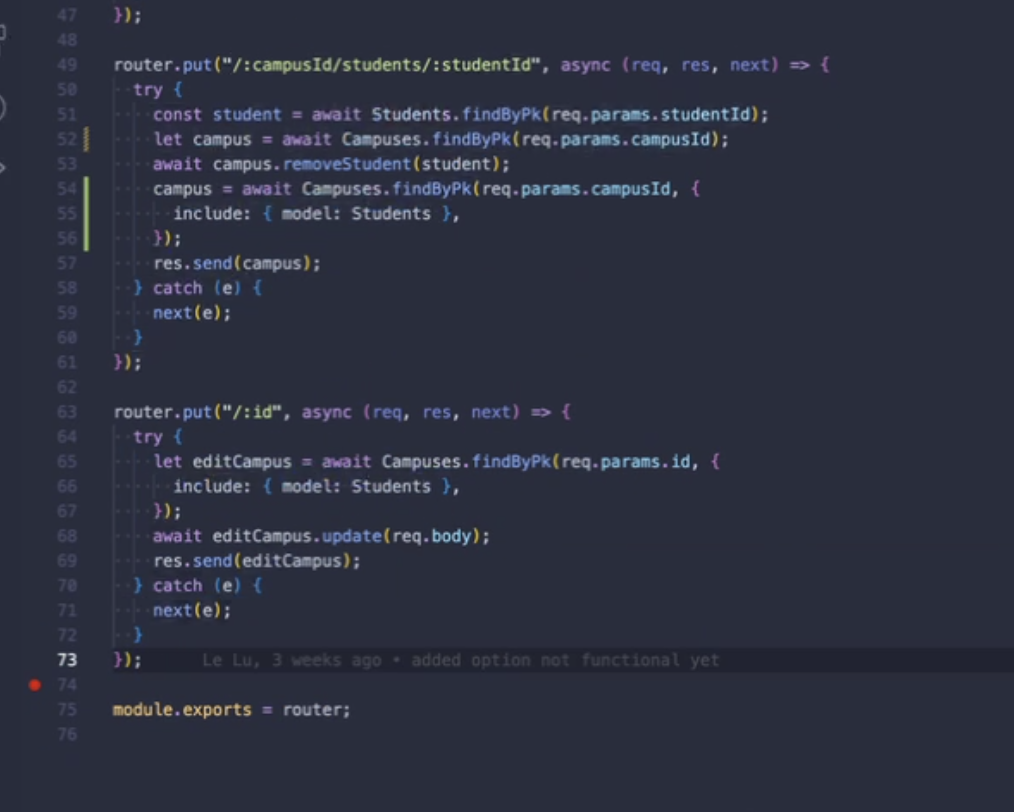 47 });
48
49 router.put("/:campusId/students/:studentId", async (req, res, next) => {
50 try {
51 const student = await Students.findByPk(req.params.studentId);
52 let campus = await Campuses.findByPk(req.params.campusId);
53 await campus.removeStudent(student);
54 campus = await Campuses.findByPk(req.params.campusId, {
55 include: { model: Students },
56 });
57 res.send(campus);
58 } catch (e) {
59 next(e);
60 }
61 });
62
63 router.put("/:id", async (req, res, next) => {
64 try {
65 let editCampus = await Campuses.findByPk(req.params.id, {
66 include: { model: Students },
67 });
68 await editCampus.update(req.body);
69 res.send(editCampus);
70 } catch (e) {
71 next(e);
72 }
73 }); Le Lu, 3 weeks ago • added option not functional yet
74
75 module.exports = router;
76